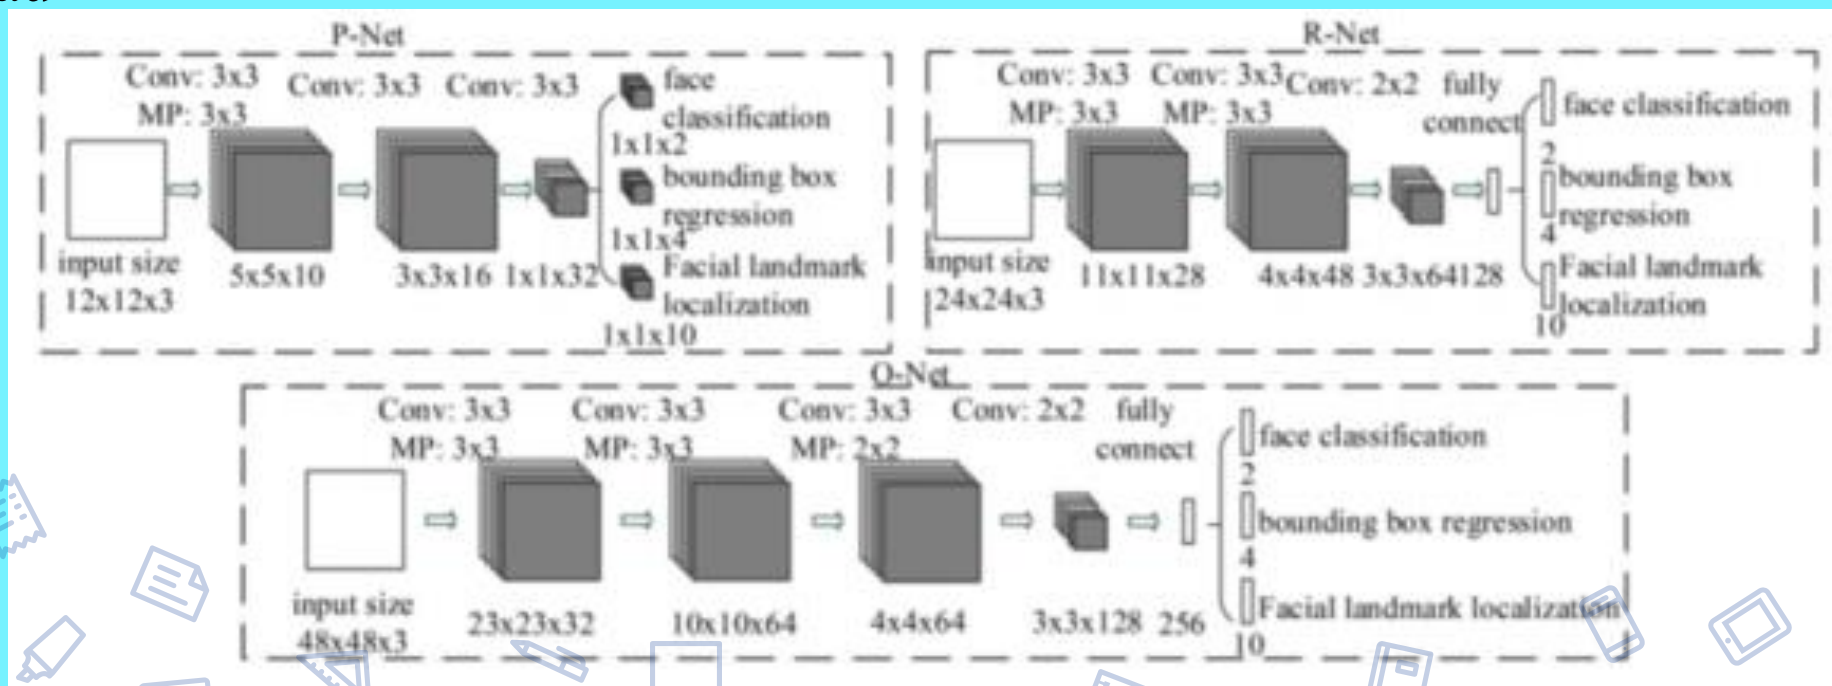 P-Net
Conv: 3x3
MP: 3x3
Conv: 3x3
Conv: 3x3
face
classification
1x1x2
bounding box
regression
1x1x4
Facial landmark
localization
1x1x10
input size
12x12x3
5x5x10
3x3x16
1x1x32
R-Net
Conv: 3x3
MP: 3x3
Conv: 3x3
MP: 3x3
Conv: 2x2
fully
connect
face classification
2
bounding box
regression
4
Facial landmark
localization
10
input size
24x24x3
11x11x28
4x4x48
3x3x64
128
O-Net
Conv: 3x3
MP: 3x3
Conv: 3x3
MP: 3x3
Conv: 3x3
MP: 2x2
Conv: 2x2
fully
connect
face classification
2
bounding box regression
4
Facial landmark localization
10
input size
48x48x3
23x23x32
10x10x64
4x4x64
3x3x128
256